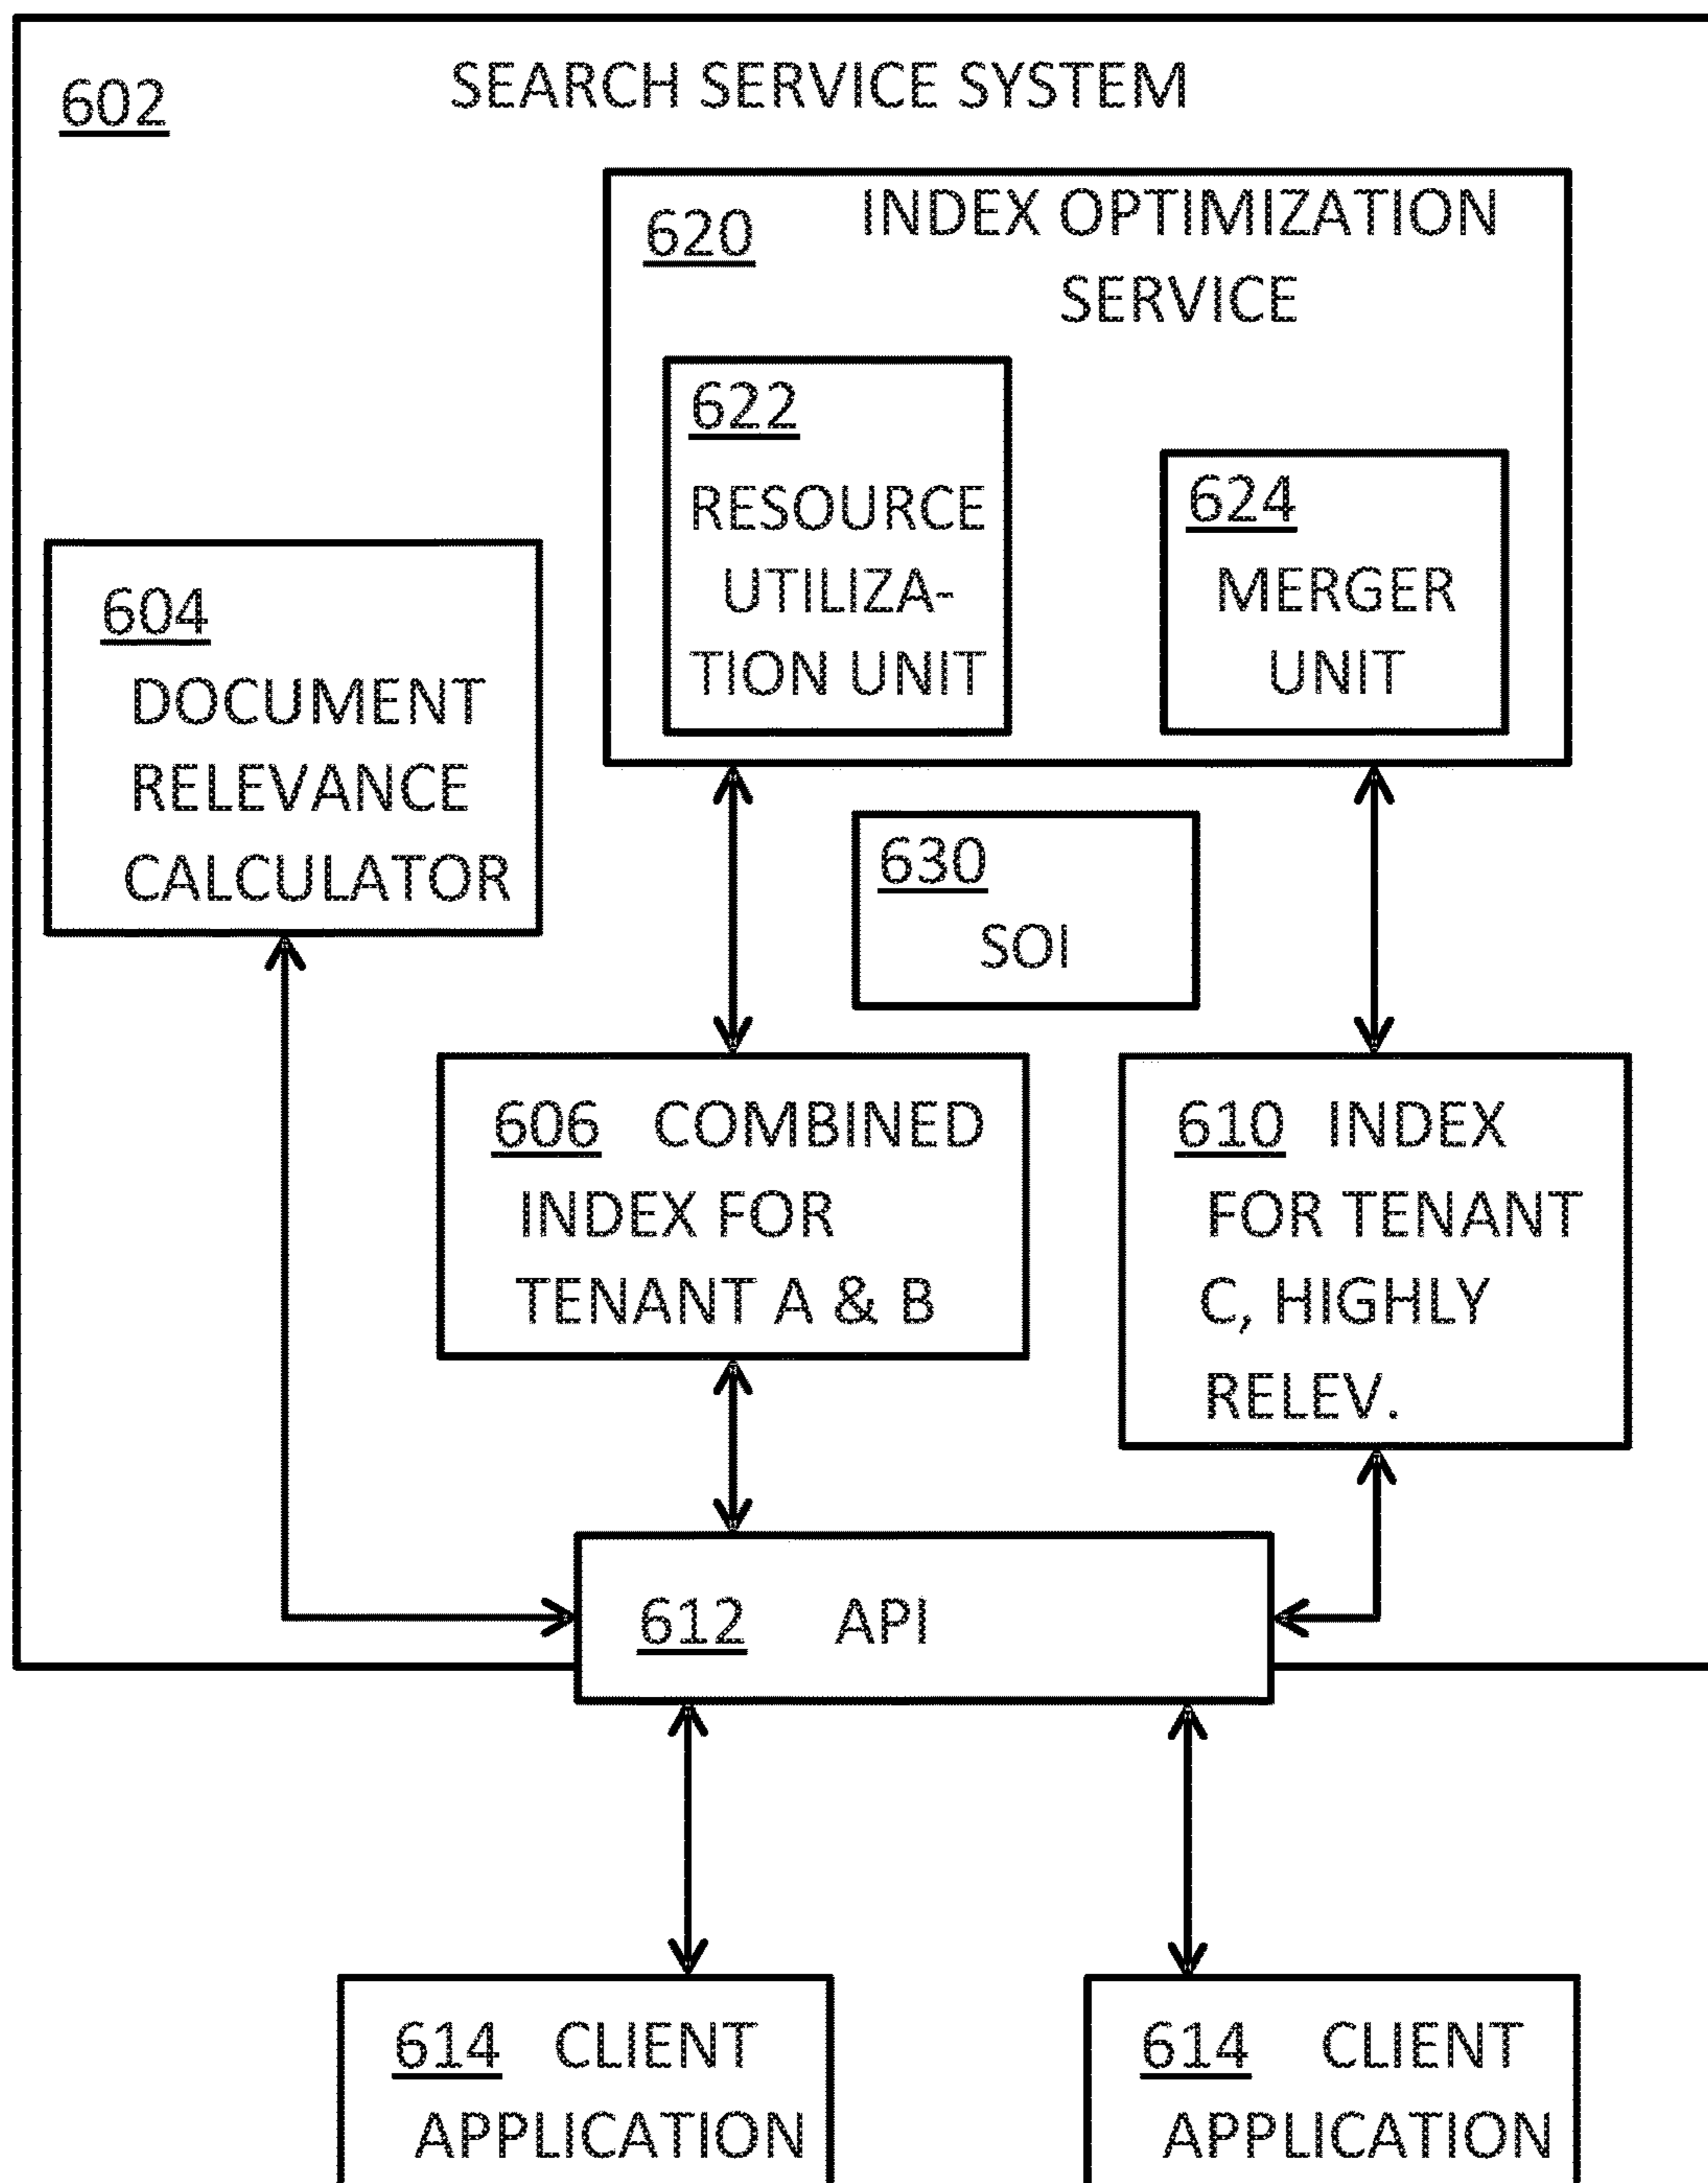 602 SEARCH SERVICE SYSTEM
620 INDEX OPTIMIZATION
SERVICE
622
RESOURCE
UTILIZA-
TION UNIT
624
MERGER
UNIT
604
DOCUMENT
RELEVANCE
CALCULATOR
630
SOI
606 COMBINED
INDEX FOR
TENANT A & B
610 INDEX
FOR TENANT
C, HIGHLY
RELEV.
612 API
614 CLIENT
APPLICATION
614 CLIENT
APPLICATION